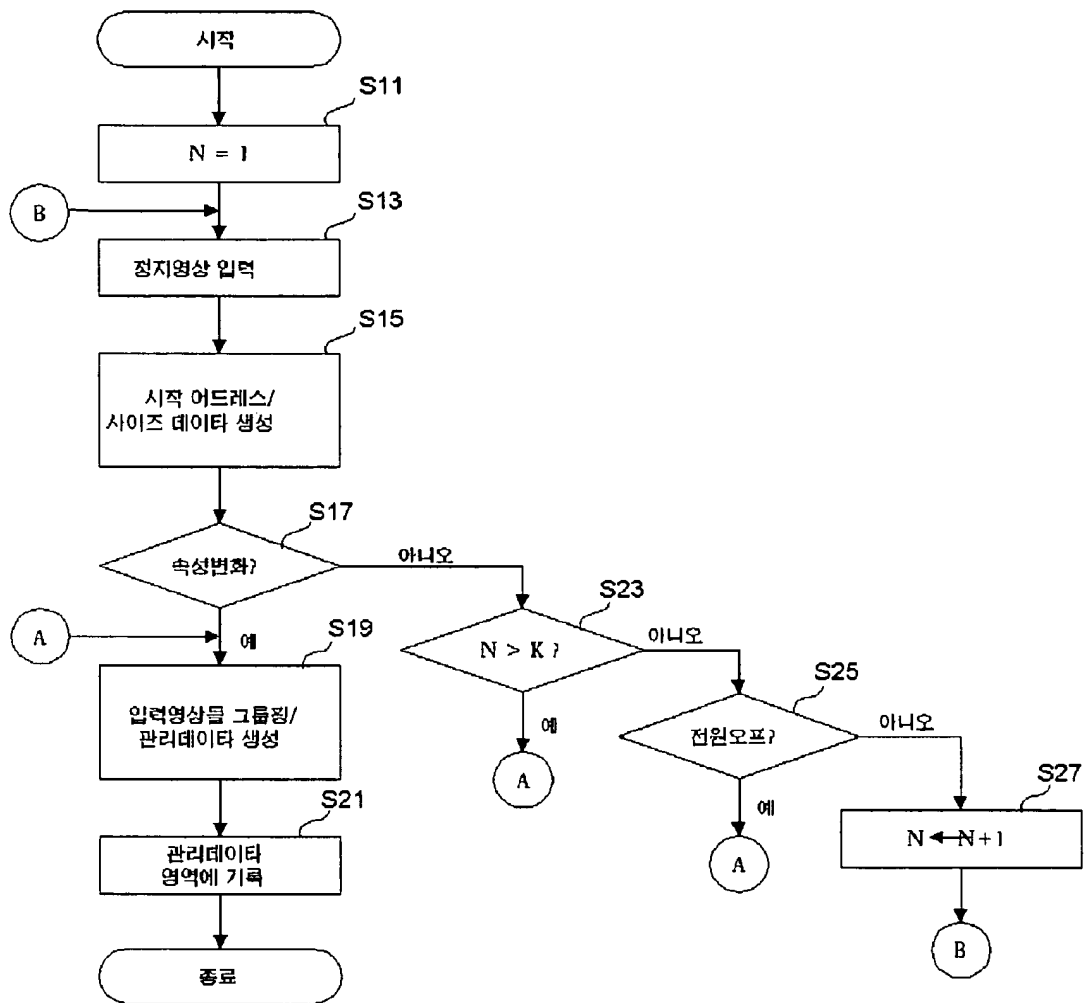 시작
S11
N = 1
B
S13
정지영상 입력
S15
시작 어드레스/
사이즈 데이타 생성
S17
속성변화?
아니오
예
A
S19
입력영상을 그룹핑/
관리데이타 생성
S21
관리데이타
영역에 기록
종료
S23
N > K ?
아니오
예
A
S25
전원오프?
아니오
예
A
S27
N ← N+1
B